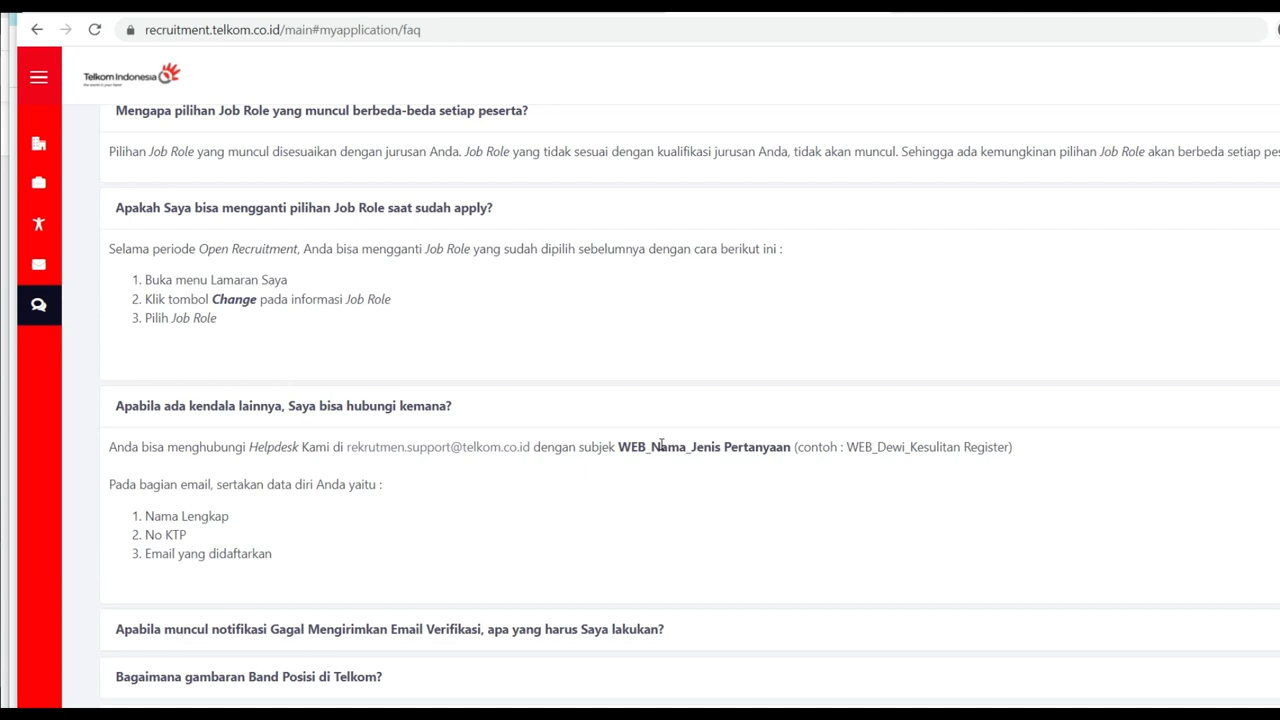 recruitment.telkom.co.id/main#myapplication/faq
Telkom Indonesia
the world in your hand
Mengapa pilihan Job Role yang muncul berbeda-beda setiap peserta?
Pilihan Job Role yang muncul disesuaikan dengan jurusan Anda. Job Role yang tidak sesuai dengan kualifikasi jurusan Anda, tidak akan muncul. Sehingga ada kemungkinan pilihan Job Role akan berbeda setiap pes
Apakah Saya bisa mengganti pilihan Job Role saat sudah apply?
Selama periode Open Recruitment, Anda bisa mengganti Job Role yang sudah dipilih sebelumnya dengan cara berikut ini :
1. Buka menu Lamaran Saya
2. Klik tombol Change pada informasi Job Role
3. Pilih Job Role
Apabila ada kendala lainnya, Saya bisa hubungi kemana?
Anda bisa menghubungi Helpdesk Kami di rekrutmen.support@telkom.co.id dengan subjek WEB_Nama_Jenis Pertanyaan (contoh : WEB_Dewi_Kesulitan Register)
Pada bagian email, sertakan data diri Anda yaitu :
1. Nama Lengkap
2. No KTP
3. Email yang didaftarkan
Apabila muncul notifikasi Gagal Mengirimkan Email Verifikasi, apa yang harus Saya lakukan?
Bagaimana gambaran Band Posisi di Telkom?